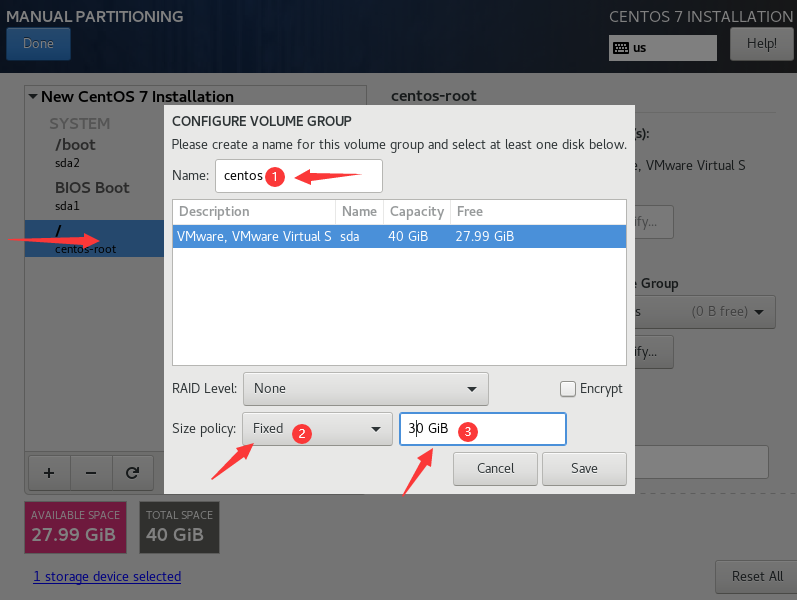 MANUAL PARTITIONING
CENTOS 7 INSTALLATION
Done
us
Help!
New CentOS 7 Installation
SYSTEM
/boot
sda2
BIOS Boot
sda1
/
centos-root
centos-root
CONFIGURE VOLUME GROUP
Please create a name for this volume group and select at least one disk below.
Name: centos 1
Description Name Capacity Free
VMware, VMware Virtual S sda 40 GiB 27.99 GiB
RAID Level: None Encrypt
Size policy: Fixed 2 30 GiB 3
Cancel Save
(s):
, VMware Virtual S
ify...
Group
s (0 B free)
ify...
+ −
AVAILABLE SPACE
27.99 GiB
TOTAL SPACE
40 GiB
1 storage device selected
Reset All